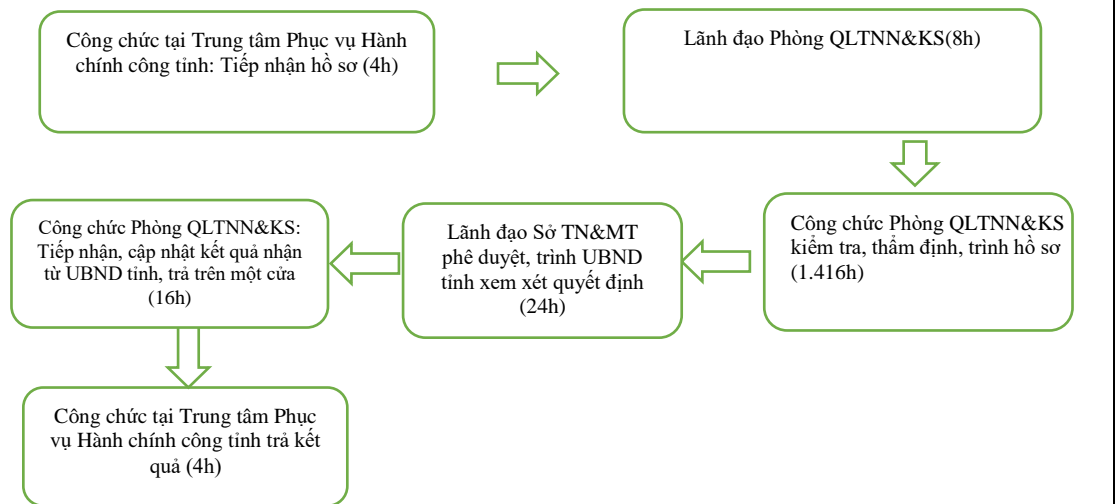 Công chức tại Trung tâm Phục vụ Hành
chính công tỉnh: Tiếp nhận hồ sơ (4h)
Lãnh đạo Phòng QLTNN&KS(8h)
Công chức Phòng QLTNN&KS
kiểm tra, thẩm định, trình hồ sơ
(1.416h)
Lãnh đạo Sở TN&MT
phê duyệt, trình UBND
tỉnh xem xét quyết định
(24h)
Công chức Phòng QLTNN&KS:
Tiếp nhận, cập nhật kết quả nhận
từ UBND tỉnh, trả trên một cửa
(16h)
Công chức tại Trung tâm Phục
vụ Hành chính công tỉnh trả kết
quả (4h)